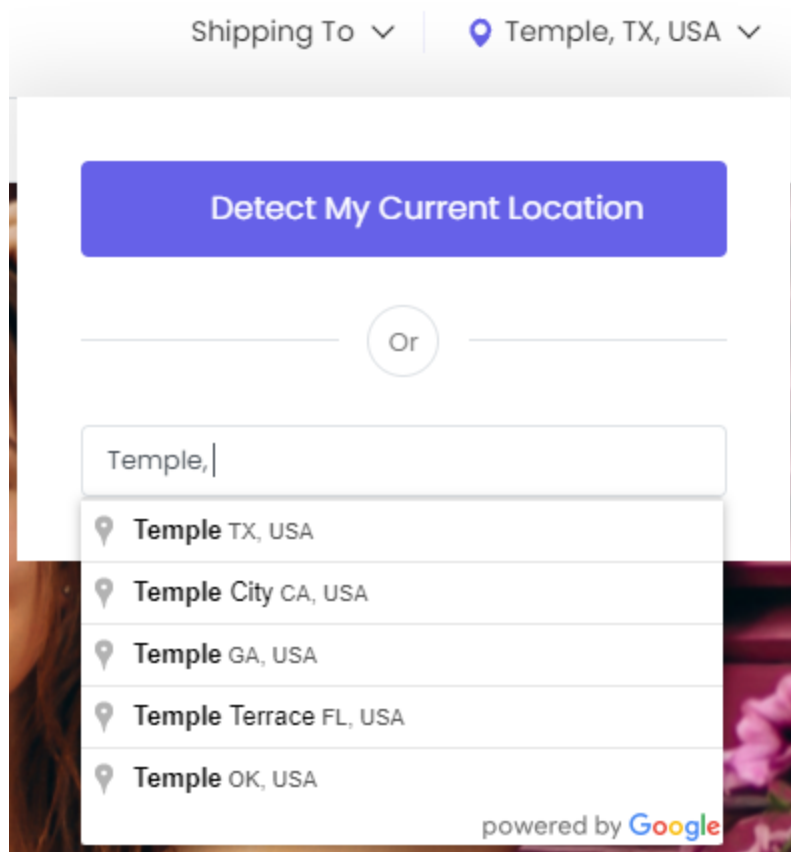 Shipping To Temple, TX, USA
Detect My Current Location
Or
Temple,
Temple TX, USA
Temple City CA, USA
Temple GA, USA
Temple Terrace FL, USA
Temple OK, USA
powered by Google